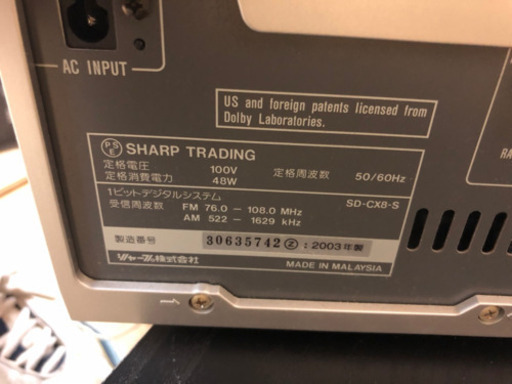 AC INPUT
US and foreign patents licensed from
Dolby Laboratories.
PSE SHARP TRADING
定格電圧 100V 定格周波数 50/60Hz
定格消費電力 48W
1ビットデジタルシステム SD-CX8-S
受信周波数 FM 76.0 - 108.0 MHz
AM 522 - 1629 kHz
製造番号 30635742 ② : 2003年製
シャープ株式会社 MADE IN MALAYSIA
RA